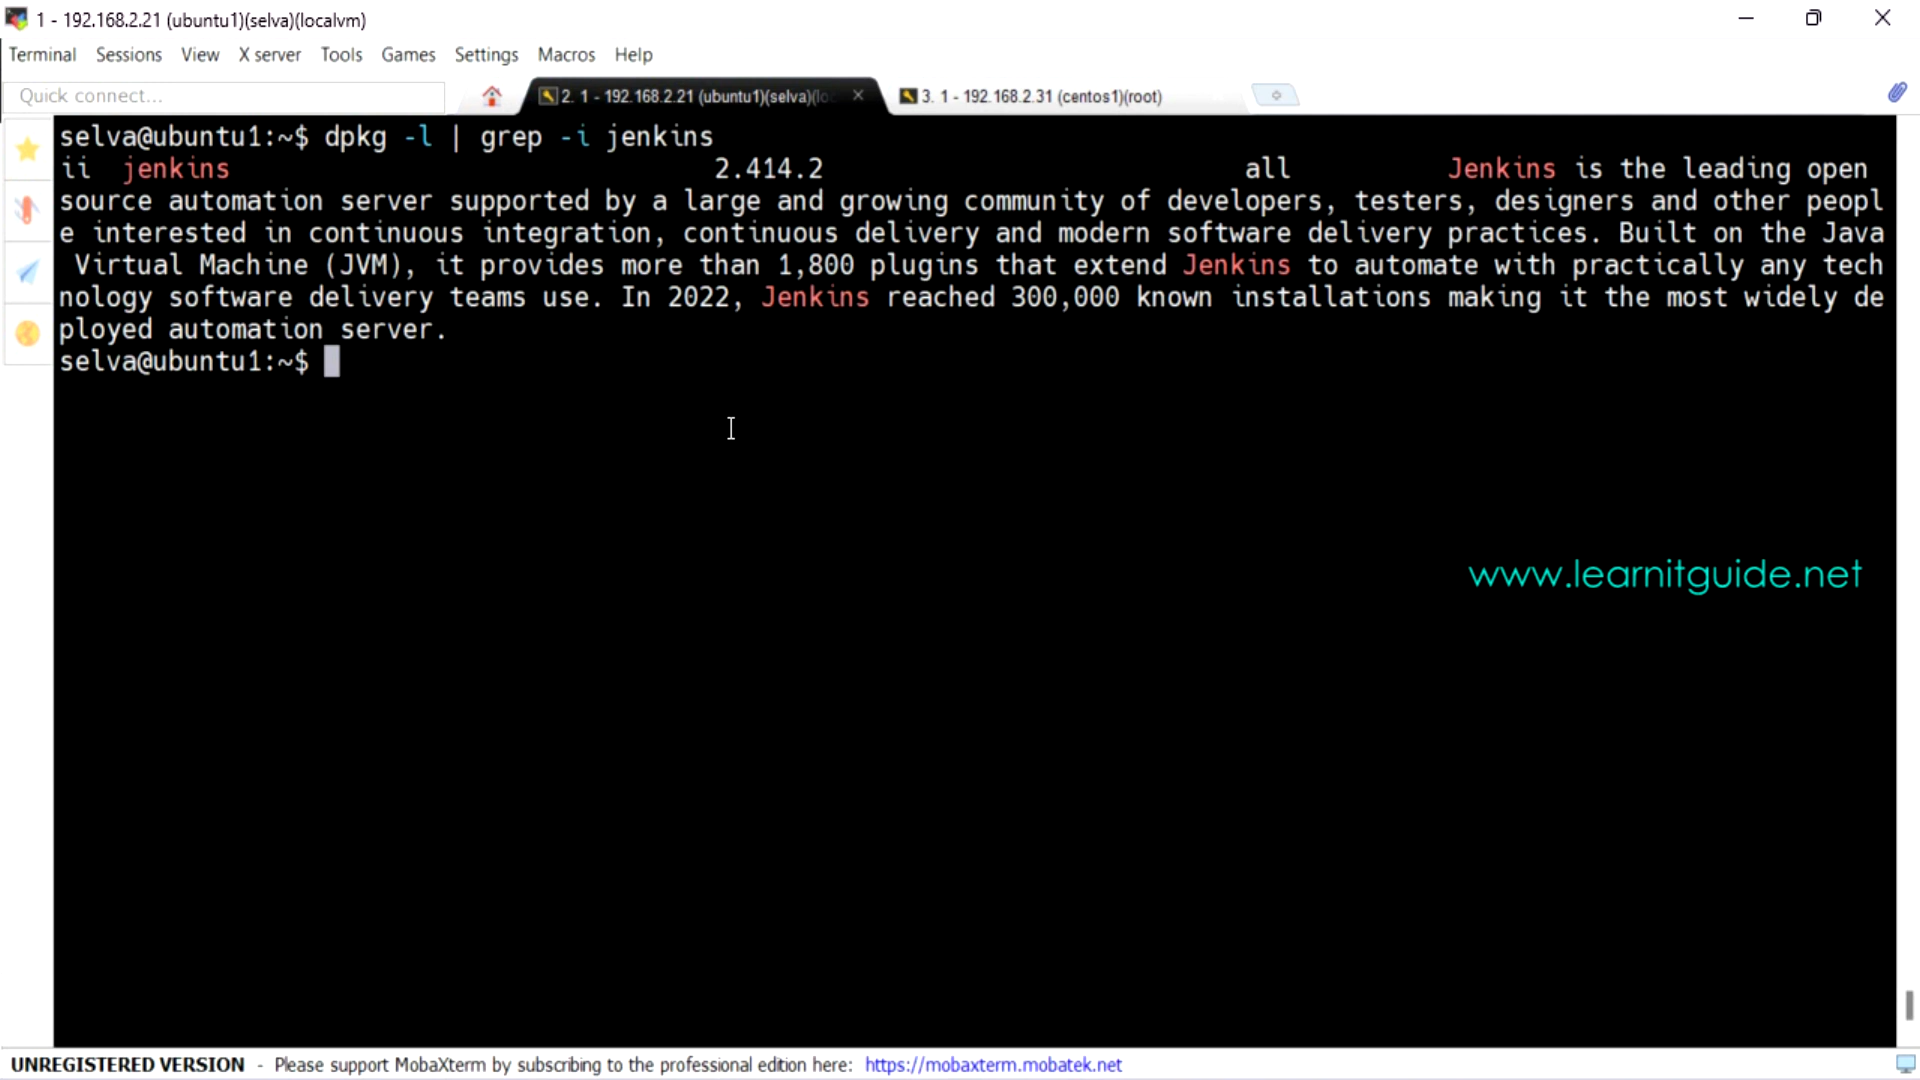 1 - 192.168.2.21 (ubuntu1)(selva)(localvm)
Terminal Sessions View X server Tools Games Settings Macros Help
Quick connect...
2. 1 - 192.168.2.21 (ubuntu1)(selva)(lo
3. 1 - 192.168.2.31 (centos1)(root)
selva@ubuntu1:~$ dpkg -l | grep -i jenkins
ii  jenkins                               2.414.2                           all          Jenkins is the leading open
source automation server supported by a large and growing community of developers, testers, designers and other peopl
e interested in continuous integration, continuous delivery and modern software delivery practices. Built on the Java
 Virtual Machine (JVM), it provides more than 1,800 plugins that extend Jenkins to automate with practically any tech
nology software delivery teams use. In 2022, Jenkins reached 300,000 known installations making it the most widely de
ployed automation server.
selva@ubuntu1:~$
www.learnitguide.net
UNREGISTERED VERSION - Please support MobaXterm by subscribing to the professional edition here: https://mobaxterm.mobatek.net